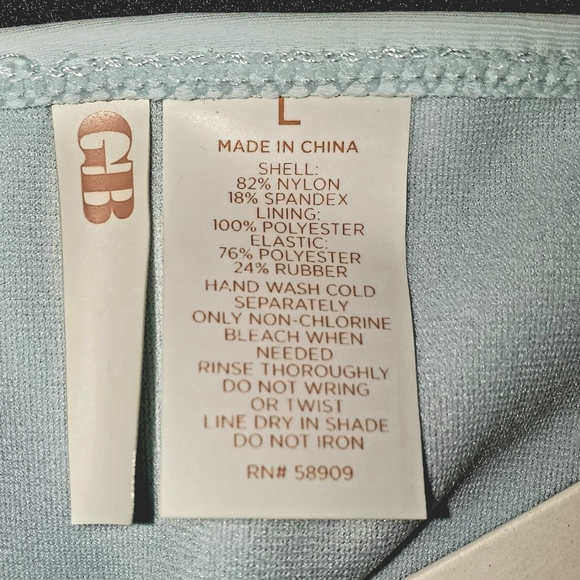 GB
L
MADE IN CHINA
SHELL:
82% NYLON
18% SPANDEX
LINING:
100% POLYESTER
ELASTIC:
76% POLYESTER
24% RUBBER
HAND WASH COLD
SEPARATELY
ONLY NON-CHLORINE
BLEACH WHEN
NEEDED
RINSE THOROUGHLY
DO NOT WRING
OR TWIST
LINE DRY IN SHADE
DO NOT IRON
RN# 58909